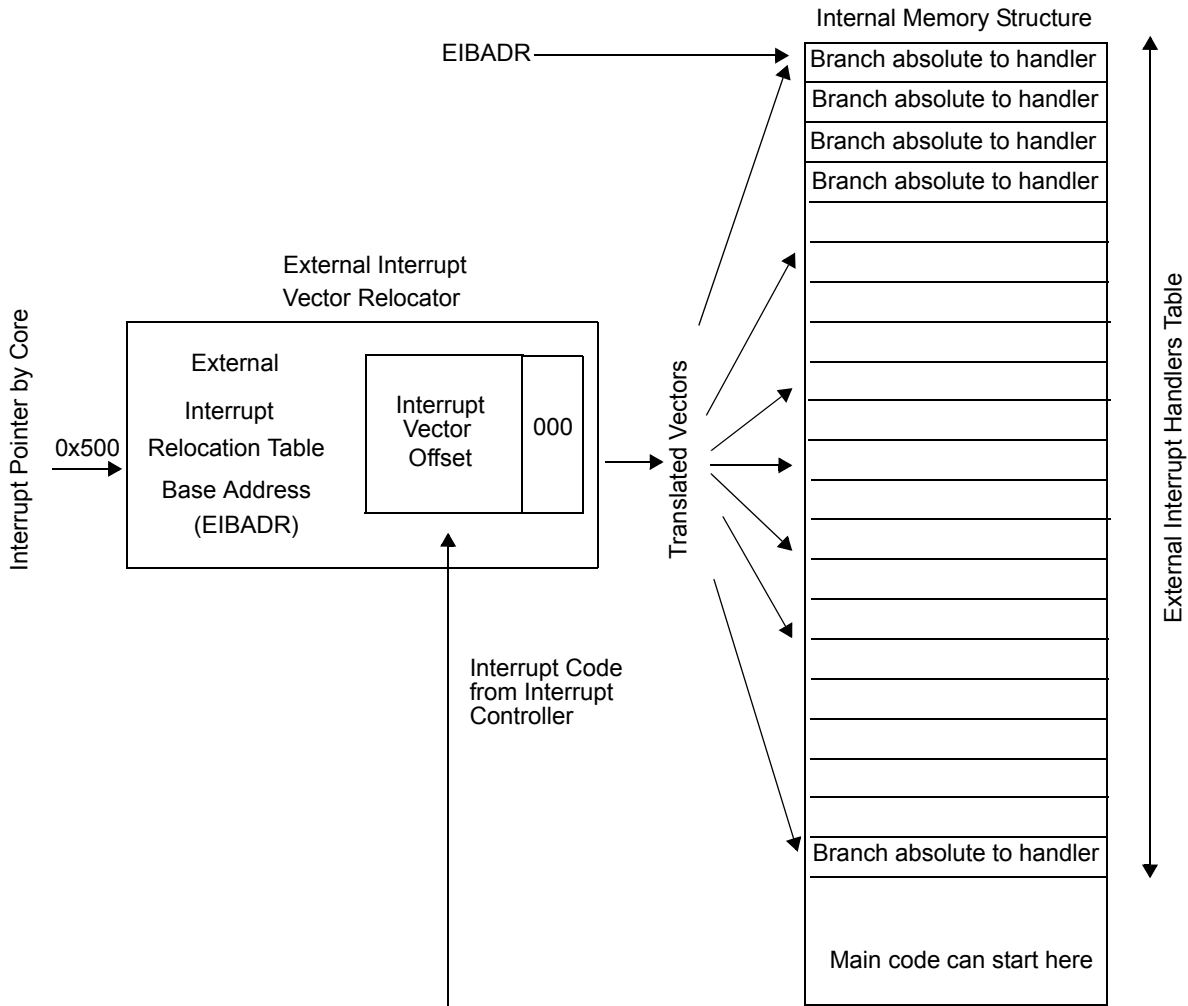 Internal Memory Structure
EIBADR
Branch absolute to handler
Branch absolute to handler
Branch absolute to handler
Branch absolute to handler
External Interrupt
Vector Relocator
Interrupt Pointer by Core
0x500
External
Interrupt
Relocation Table
Base Address
(EIBADR)
Interrupt
Vector
Offset
000
Translated Vectors
External Interrupt Handlers Table
Interrupt Code
from Interrupt
Controller
Branch absolute to handler
Main code can start here